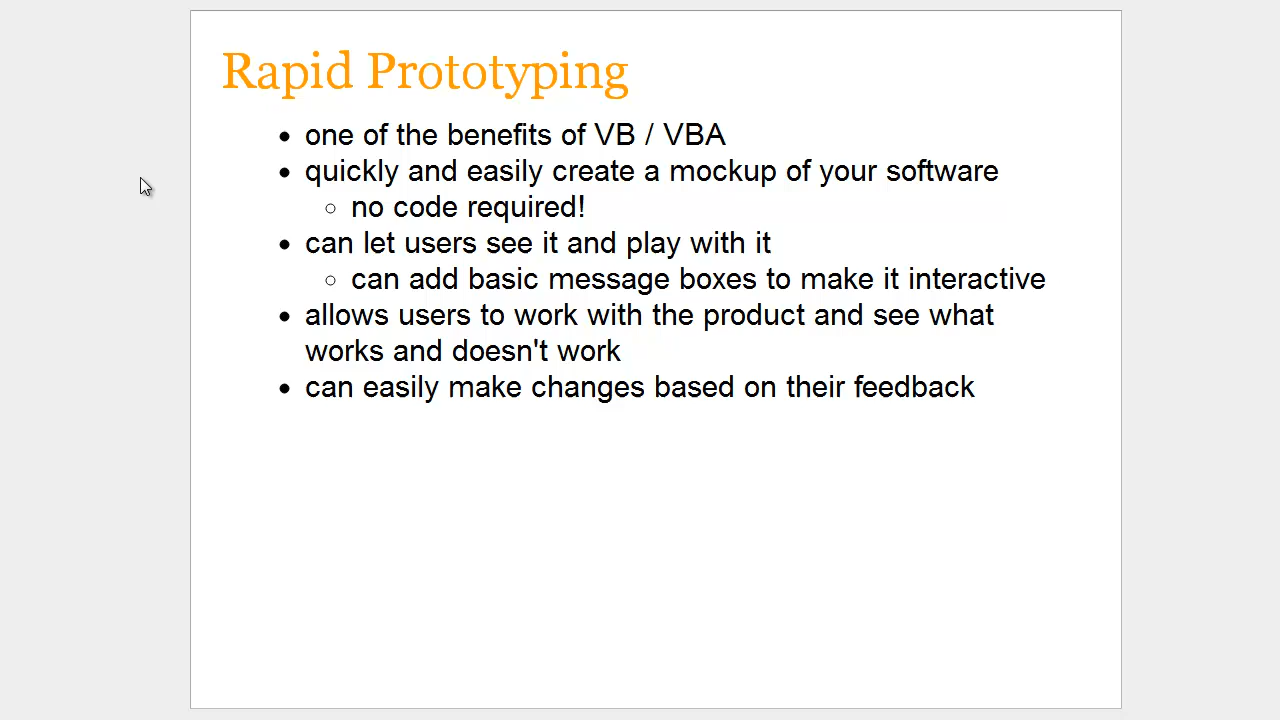 Rapid Prototyping
• one of the benefits of VB / VBA
• quickly and easily create a mockup of your software
○ no code required!
• can let users see it and play with it
○ can add basic message boxes to make it interactive
• allows users to work with the product and see what
works and doesn't work
• can easily make changes based on their feedback